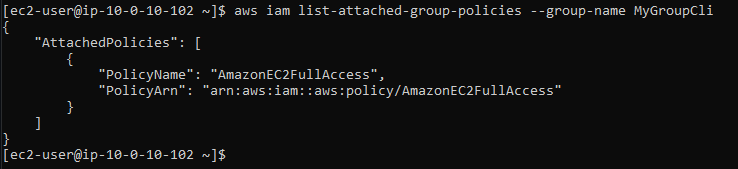 [ec2-user@ip-10-0-10-102 ~]$ aws iam list-attached-group-policies --group-name MyGroupCli
{
    "AttachedPolicies": [
        {
            "PolicyName": "AmazonEC2FullAccess",
            "PolicyArn": "arn:aws:iam::aws:policy/AmazonEC2FullAccess"
        }
    ]
}
[ec2-user@ip-10-0-10-102 ~]$